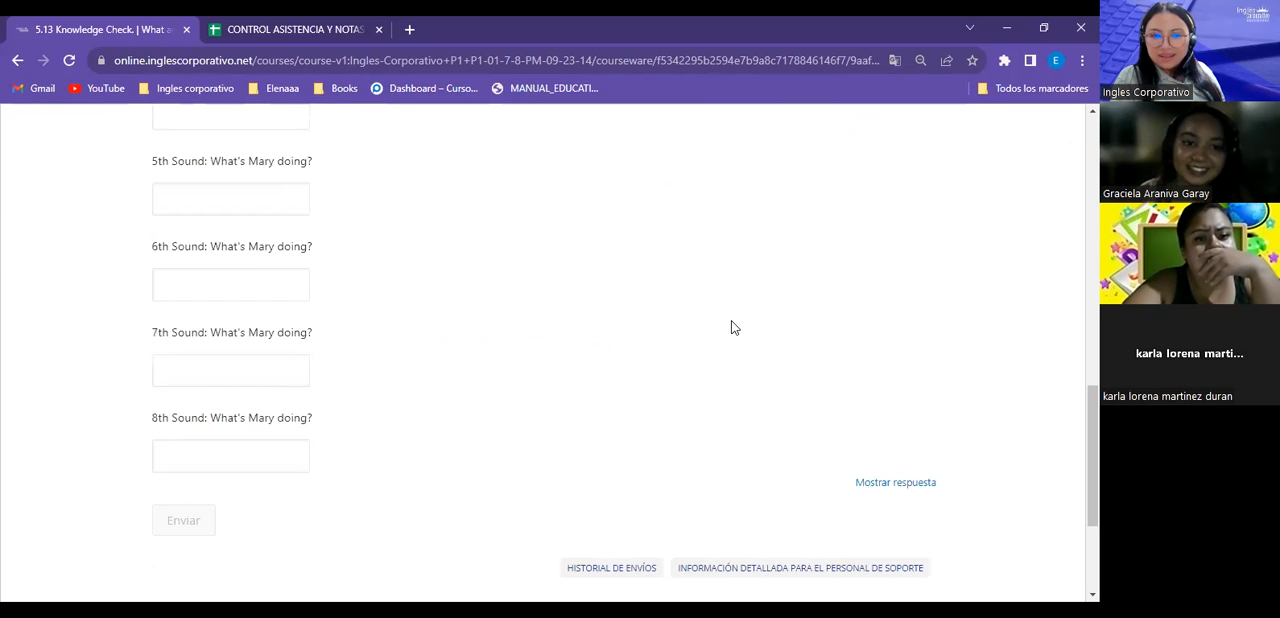 5.13 Knowledge Check. | What a
CONTROL ASISTENCIA Y NOTAS
online.inglescorporativo.net/courses/course-v1:Ingles-Corporativo+P1+P1-01-7-8-PM-09-23-14/courseware/f5342295b2594e7b9a8c7178846146f7/9aaf...
E
Gmail
YouTube
Ingles corporativo
Elenaaa
Books
Dashboard – Curso...
MANUAL_EDUCATI...
Todos los marcadores
5th Sound: What's Mary doing?
6th Sound: What's Mary doing?
7th Sound: What's Mary doing?
8th Sound: What's Mary doing?
Mostrar respuesta
Enviar
HISTORIAL DE ENVÍOS
INFORMACIÓN DETALLADA PARA EL PERSONAL DE SOPORTE
Ingles Corporativo
Graciela Araniva Garay
karla lorena marti...
karla lorena martinez duran